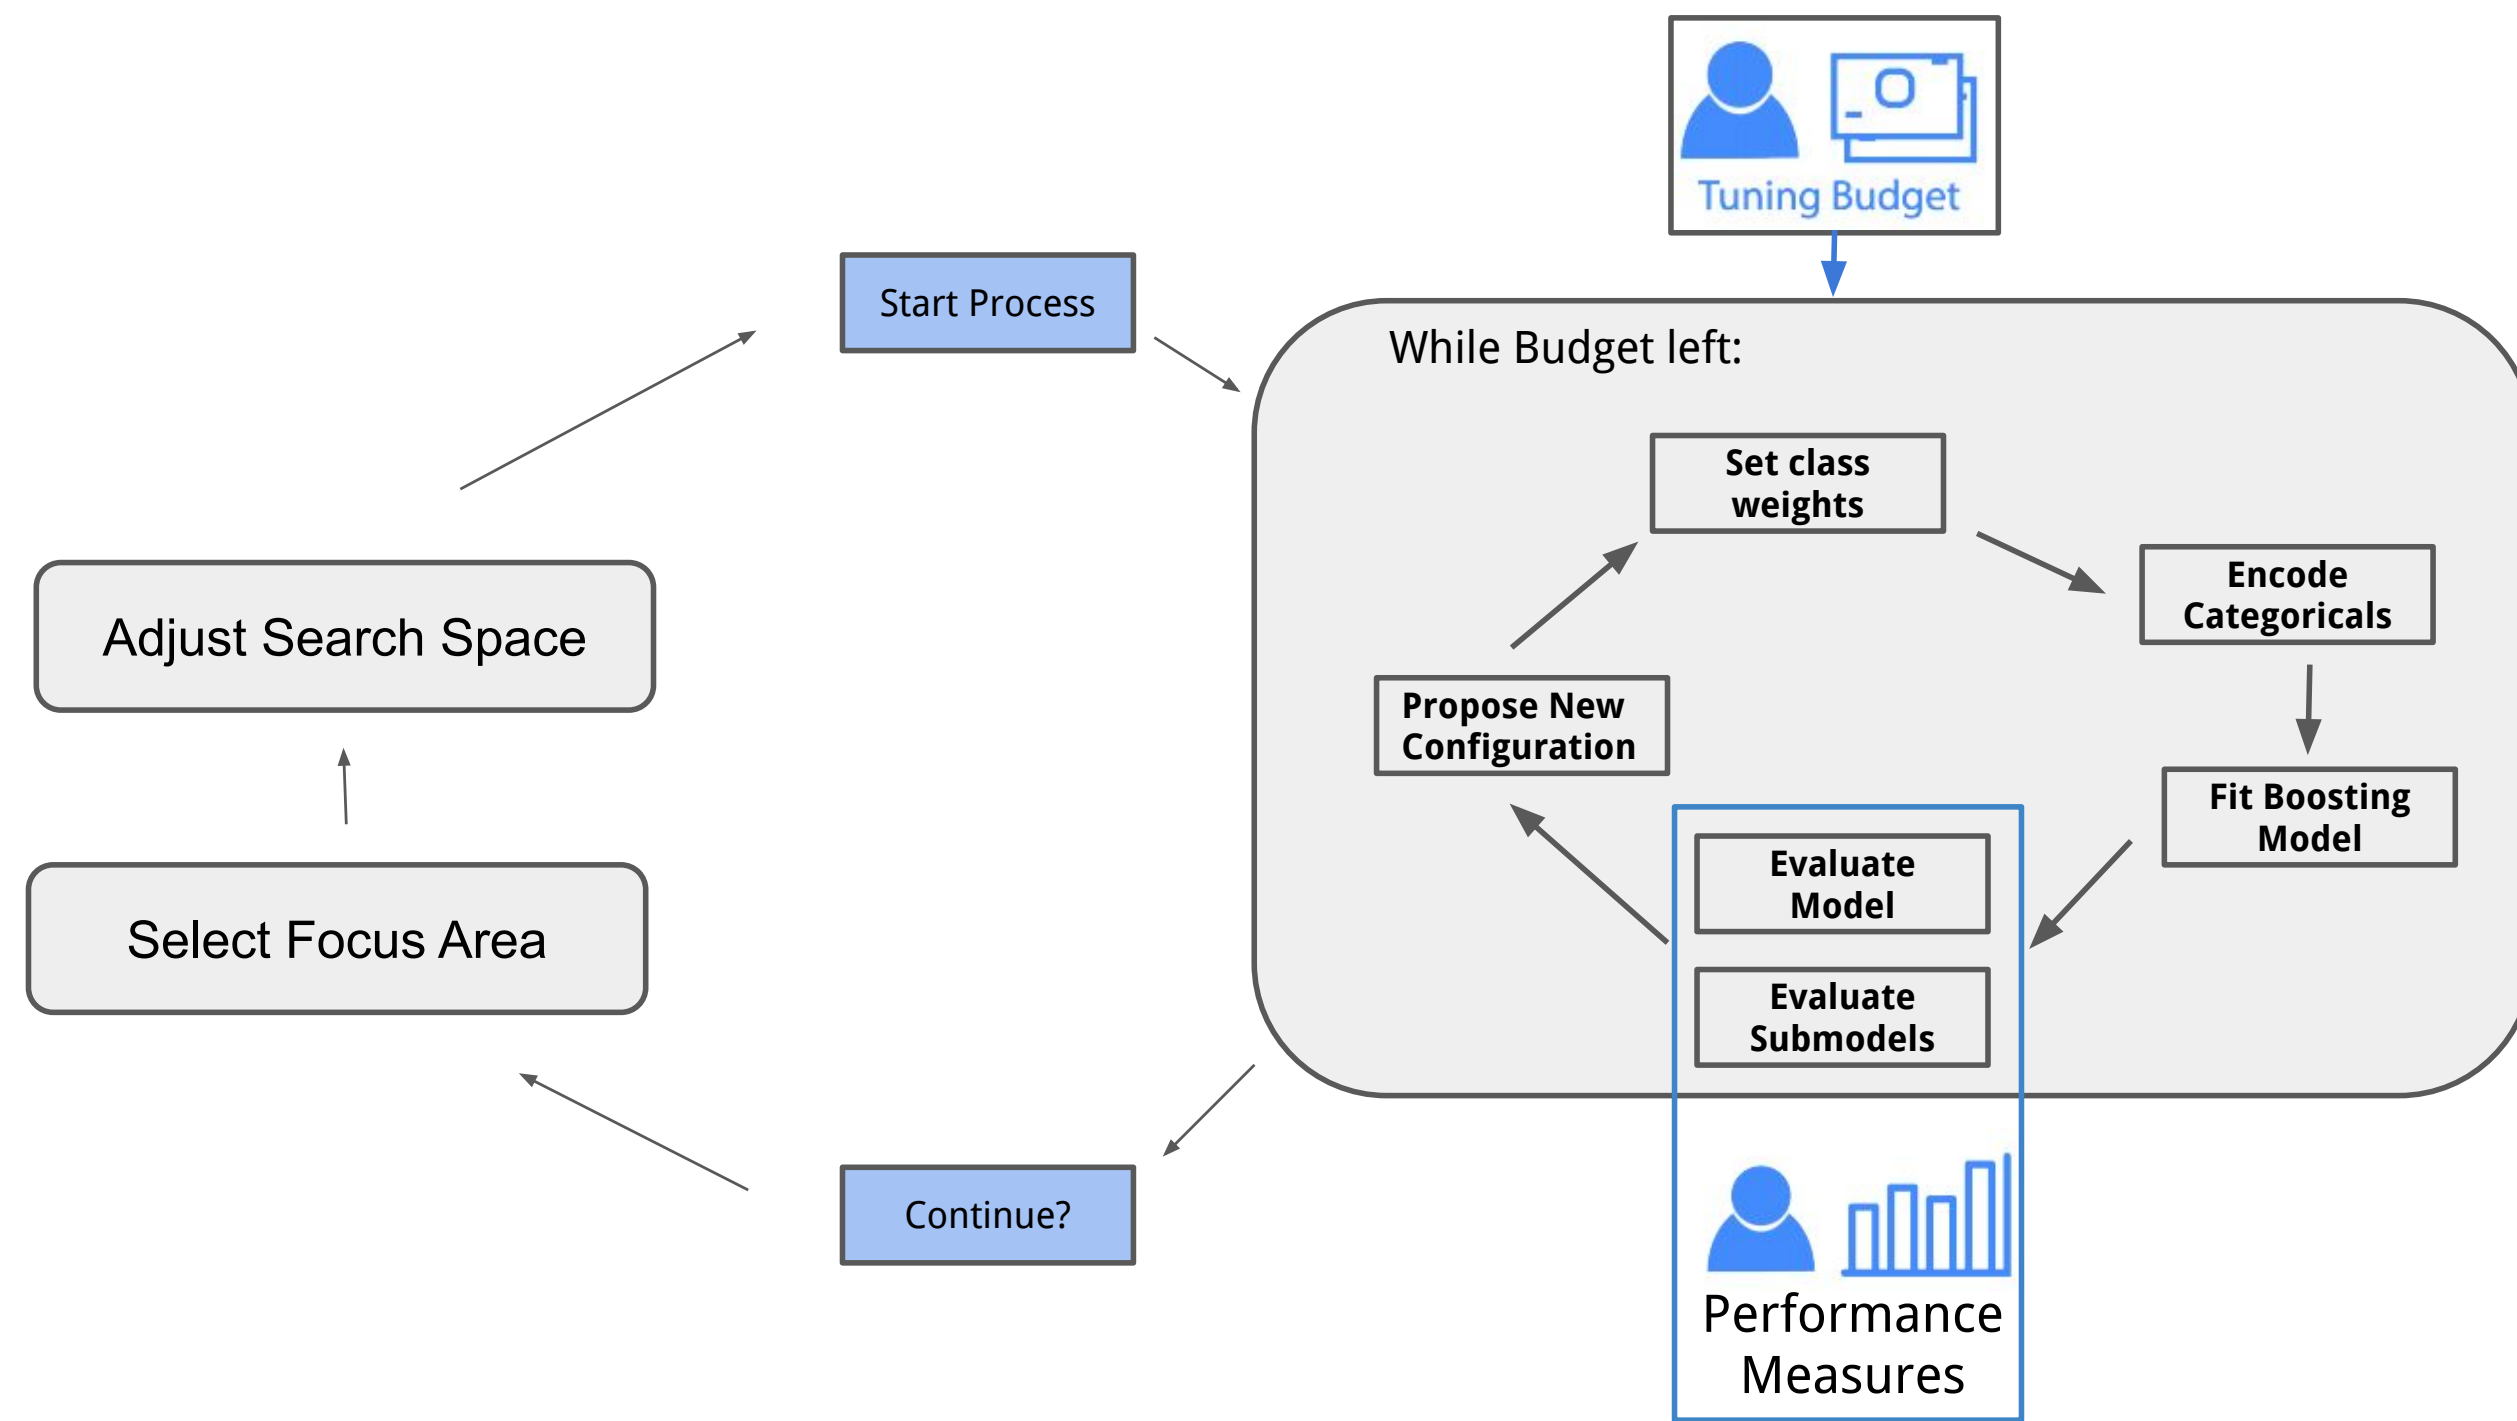 Tuning Budget
Start Process
While Budget left:
Set class
weights
Encode
Categoricals
Adjust Search Space
Propose New
Configuration
Fit Boosting
Model
Evaluate
Model
Select Focus Area
Evaluate
Submodels
Continue?
Performance
Measures